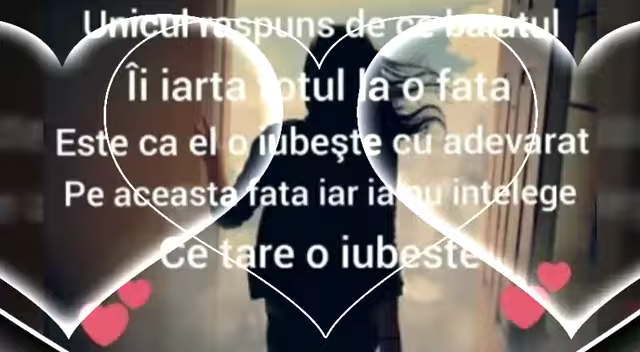 Unicul raspuns de ce baiatul
Îi iarta totul la o fata
Este ca el o iubeşte cu adevarat
Pe aceasta fata iar ia nu intelege
Ce tare o iubeste